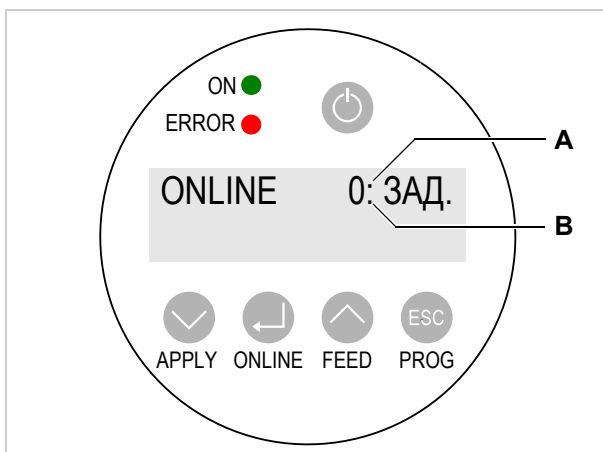 ON
ERROR
A
ONLINE 0: ЗАД.
B
ESC
APPLY ONLINE FEED PROG